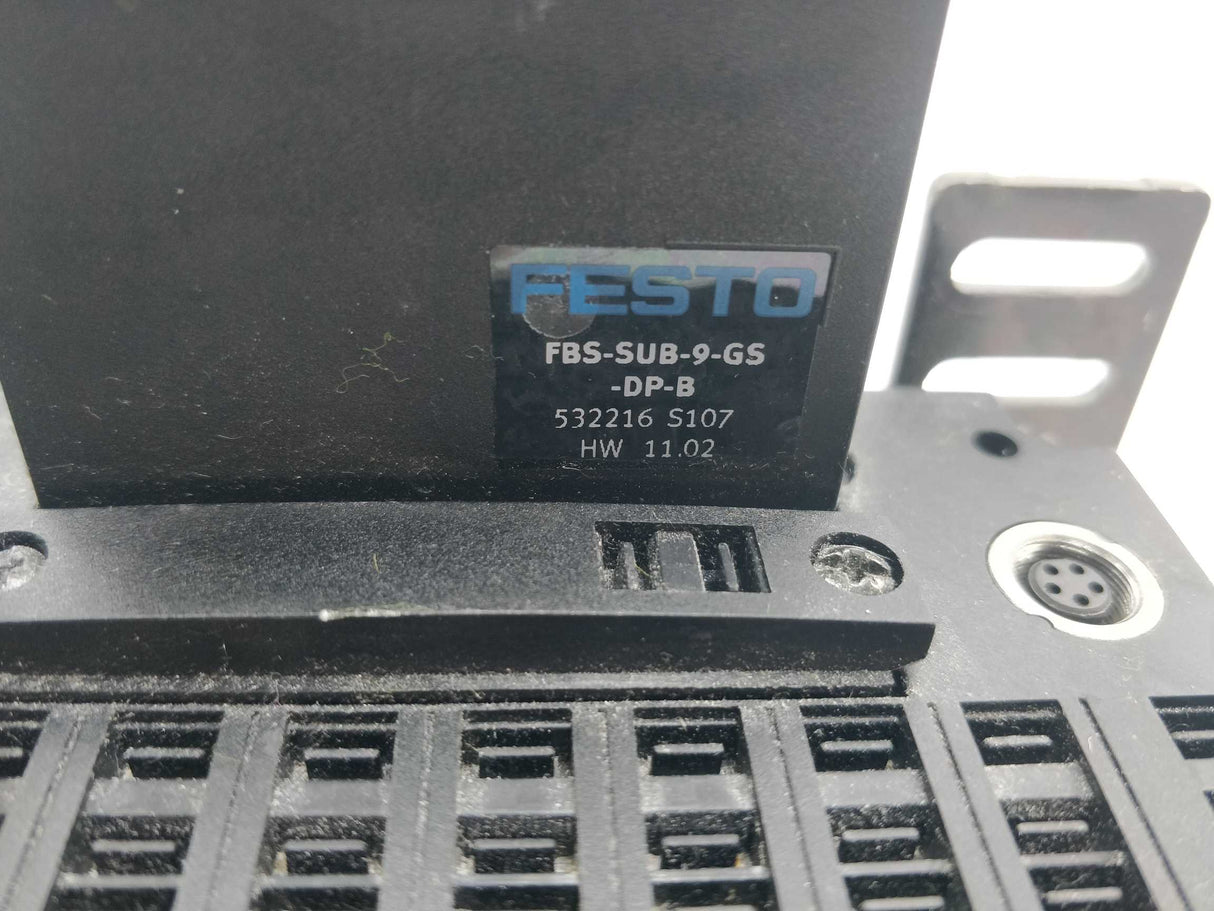 FESTO
FBS-SUB-9-GS
-DP-B
532216 S107
HW 11.02